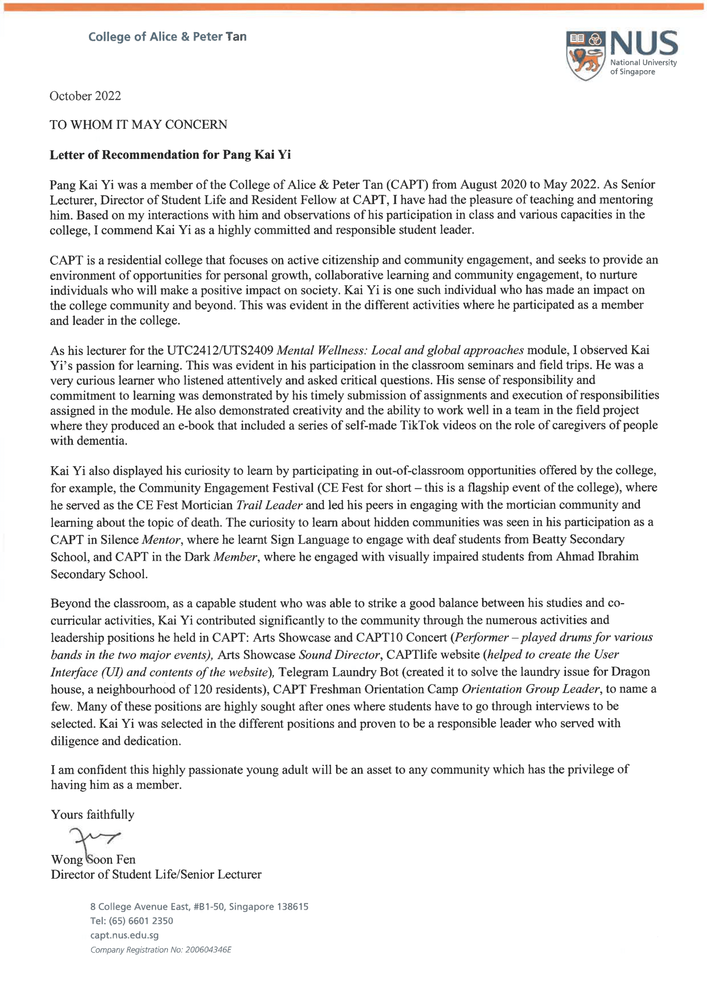 College of Alice & Peter Tan
NUS
National University
of Singapore
October 2022
TO WHOM IT MAY CONCERN
Letter of Recommendation for Pang Kai Yi
Pang Kai Yi was a member of the College of Alice & Peter Tan (CAPT) from August 2020 to May 2022. As Senior
Lecturer, Director of Student Life and Resident Fellow at CAPT, I have had the pleasure of teaching and mentoring
him. Based on my interactions with him and observations of his participation in class and various capacities in the
college, I commend Kai Yi as a highly committed and responsible student leader.
CAPT is a residential college that focuses on active citizenship and community engagement, and seeks to provide an
environment of opportunities for personal growth, collaborative learning and community engagement, to nurture
individuals who will make a positive impact on society. Kai Yi is one such individual who has made an impact on
the college community and beyond. This was evident in the different activities where he participated as a member
and leader in the college.
As his lecturer for the UTC2412/UTS2409 Mental Wellness: Local and global approaches module, I observed Kai
Yi's passion for learning. This was evident in his participation in the classroom seminars and field trips. He was a
very curious learner who listened attentively and asked critical questions. His sense of responsibility and
commitment to learning was demonstrated by his timely submission of assignments and execution of responsibilities
assigned in the module. He also demonstrated creativity and the ability to work well in a team in the field project
where they produced an e-book that included a series of self-made TikTok videos on the role of caregivers of people
with dementia.
Kai Yi also displayed his curiosity to learn by participating in out-of-classroom opportunities offered by the college,
for example, the Community Engagement Festival (CE Fest for short – this is a flagship event of the college), where
he served as the CE Fest Mortician Trail Leader and led his peers in engaging with the mortician community and
learning about the topic of death. The curiosity to learn about hidden communities was seen in his participation as a
CAPT in Silence Mentor, where he learnt Sign Language to engage with deaf students from Beatty Secondary
School, and CAPT in the Dark Member, where he engaged with visually impaired students from Ahmad Ibrahim
Secondary School.
Beyond the classroom, as a capable student who was able to strike a good balance between his studies and co-
curricular activities, Kai Yi contributed significantly to the community through the numerous activities and
leadership positions he held in CAPT: Arts Showcase and CAPT10 Concert (Performer – played drums for various
bands in the two major events), Arts Showcase Sound Director, CAPTlife website (helped to create the User
Interface (UI) and contents of the website), Telegram Laundry Bot (created it to solve the laundry issue for Dragon
house, a neighbourhood of 120 residents), CAPT Freshman Orientation Camp Orientation Group Leader, to name a
few. Many of these positions are highly sought after ones where students have to go through interviews to be
selected. Kai Yi was selected in the different positions and proven to be a responsible leader who served with
diligence and dedication.
I am confident this highly passionate young adult will be an asset to any community which has the privilege of
having him as a member.
Yours faithfully
Wong Soon Fen
Director of Student Life/Senior Lecturer
8 College Avenue East, #B1-50, Singapore 138615
Tel: (65) 6601 2350
capt.nus.edu.sg
Company Registration No: 200604346E